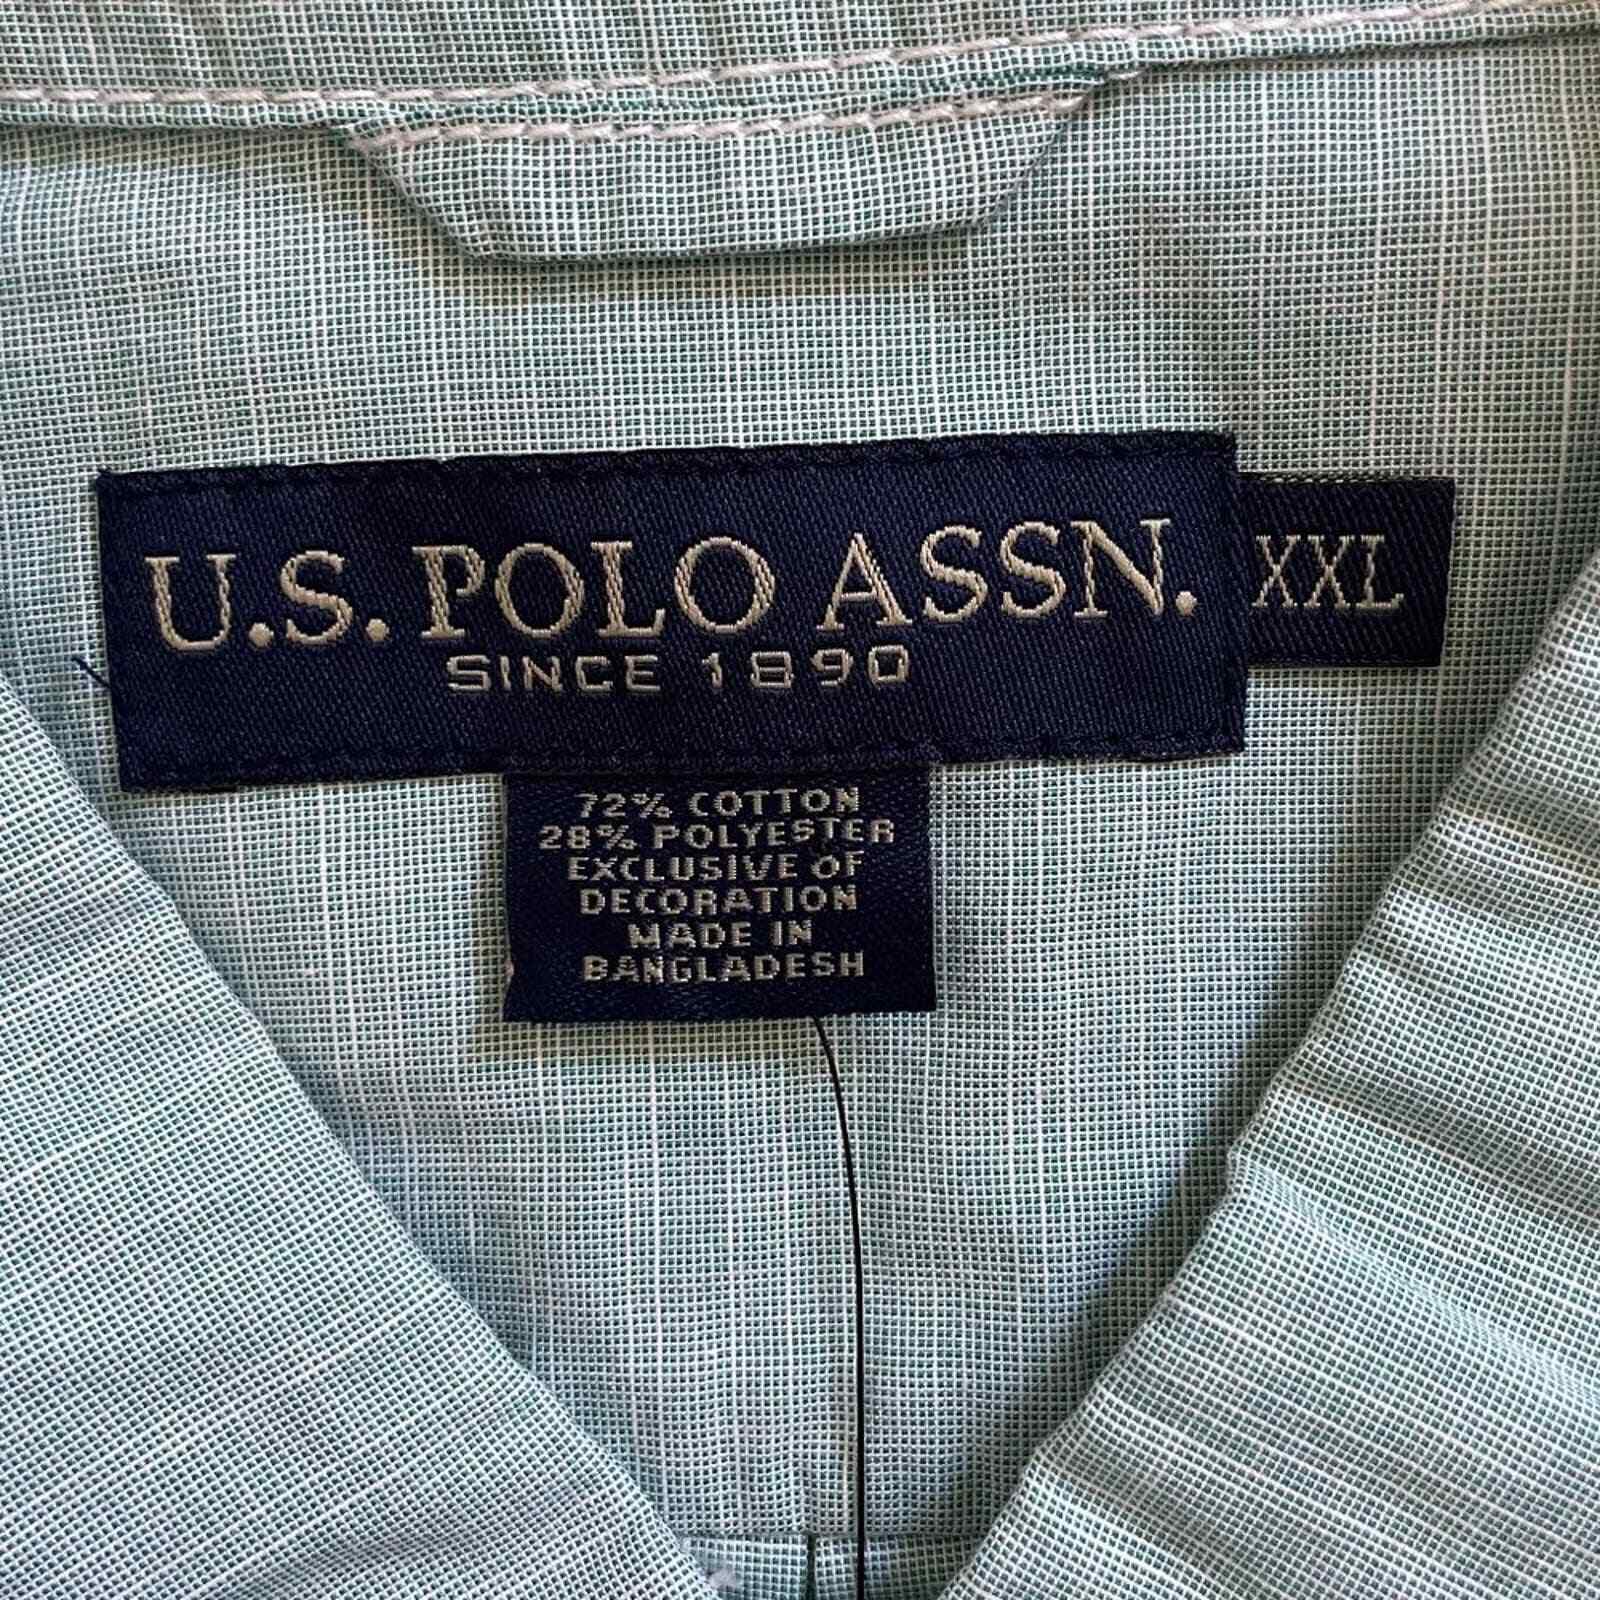 U.S. POLO ASSN.
SINCE 1890
XXL
72% COTTON
28% POLYESTER
EXCLUSIVE OF
DECORATION
MADE IN
BANGLADESH